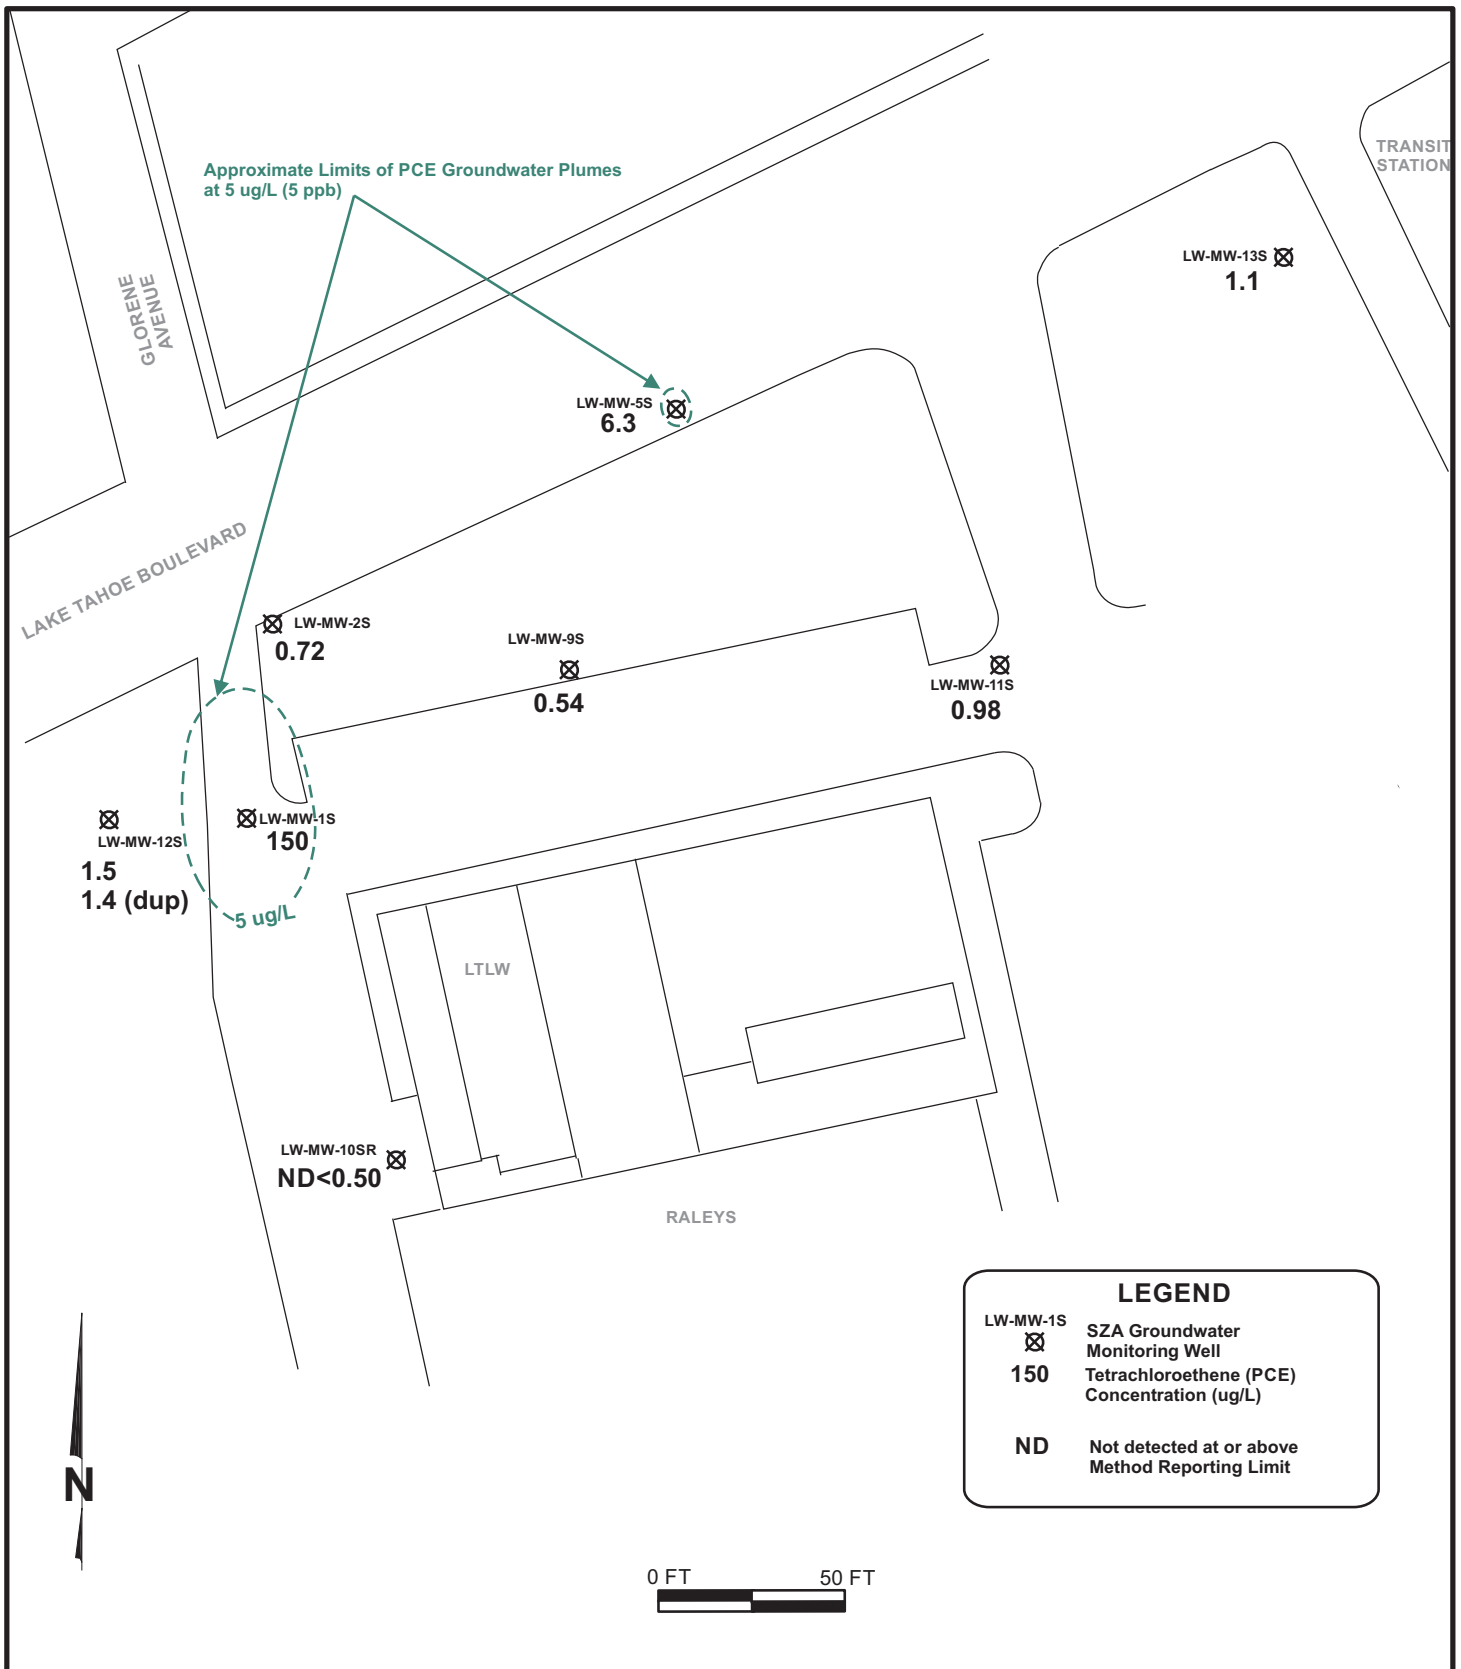 Approximate Limits of PCE Groundwater Plumes
at 5 ug/L (5 ppb)
TRANSIT
STATION
GLORENE
AVENUE
LW-MW-13S
1.1
LW-MW-5S
6.3
LAKE TAHOE BOULEVARD
LW-MW-2S
0.72
LW-MW-9S
0.54
LW-MW-11S
0.98
LW-MW-12S
1.5
1.4 (dup)
LW-MW-1S
150
5 ug/L
LTLW
LW-MW-10SR
ND<0.50
RALEYS
LEGEND
LW-MW-1S
SZA Groundwater
Monitoring Well
150
Tetrachloroethene (PCE)
Concentration (ug/L)
ND
Not detected at or above
Method Reporting Limit
N
0 FT
50 FT